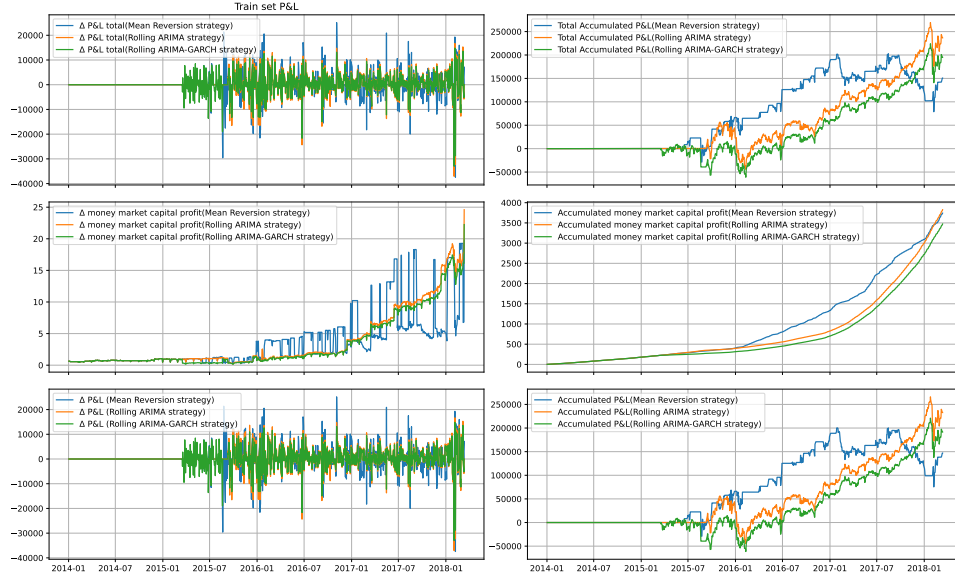 Train set P&L
Δ P&L total(Mean Reversion strategy)
Δ P&L total(Rolling ARIMA strategy)
Δ P&L total(Rolling ARIMA-GARCH strategy)
20000
10000
0
−10000
−20000
−30000
−40000
Total Accumulated P&L(Mean Reversion strategy)
Total Accumulated P&L(Rolling ARIMA strategy)
Total Accumulated P&L(Rolling ARIMA-GARCH strategy)
250000
200000
150000
100000
50000
0
−50000
Δ money market capital profit(Mean Reversion strategy)
Δ money market capital profit(Rolling ARIMA strategy)
Δ money market capital profit(Rolling ARIMA-GARCH strategy)
25
20
15
10
5
0
Accumulated money market capital profit(Mean Reversion strategy)
Accumulated money market capital profit(Rolling ARIMA strategy)
Accumulated money market capital profit(Rolling ARIMA-GARCH strategy)
4000
3500
3000
2500
2000
1500
1000
500
0
Δ P&L (Mean Reversion strategy)
Δ P&L (Rolling ARIMA strategy)
Δ P&L (Rolling ARIMA-GARCH strategy)
20000
10000
0
−10000
−20000
−30000
−40000
2014-01 2014-07 2015-01 2015-07 2016-01 2016-07 2017-01 2017-07 2018-01
Accumulated P&L(Mean Reversion strategy)
Accumulated P&L(Rolling ARIMA strategy)
Accumulated P&L(Rolling ARIMA-GARCH strategy)
250000
200000
150000
100000
50000
0
−50000
2014-01 2014-07 2015-01 2015-07 2016-01 2016-07 2017-01 2017-07 2018-01